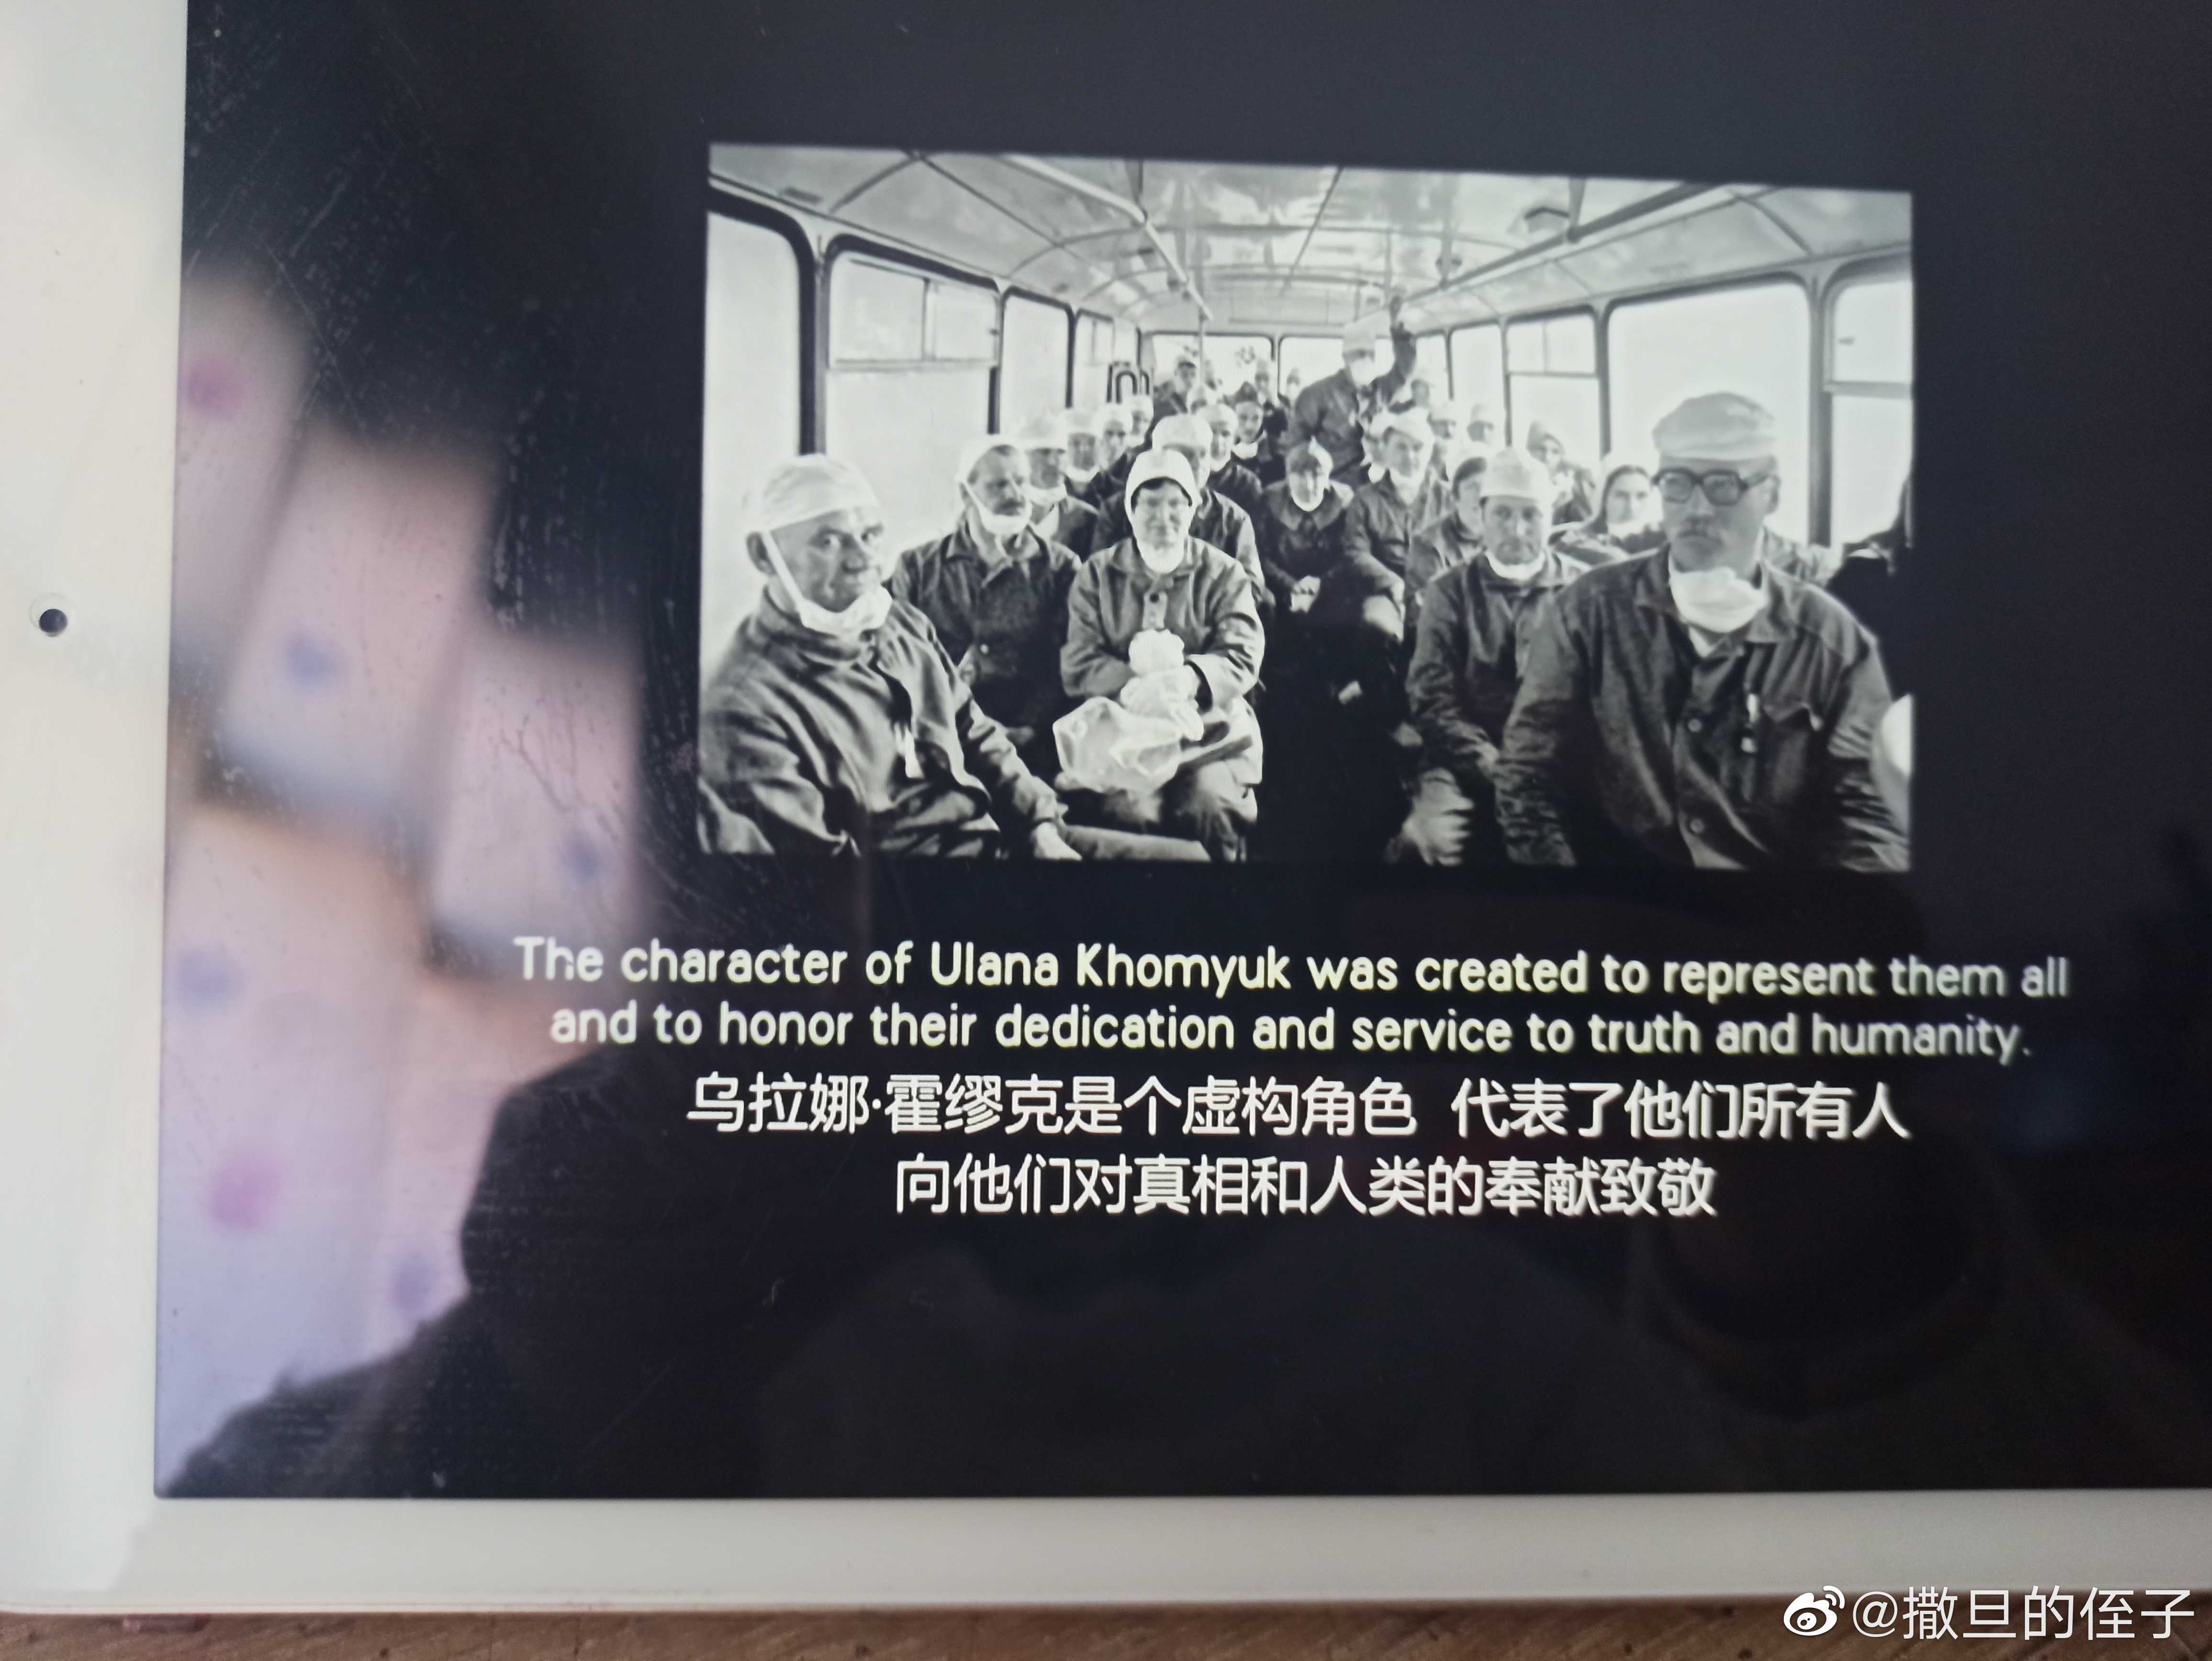 The character of Ulana Khomyuk was created to represent them all
and to honor their dedication and service to truth and humanity.
乌拉娜·霍缪克是个虚构角色 代表了他们所有人
向他们对真相和人类的奉献致敬
@撒旦的侄子